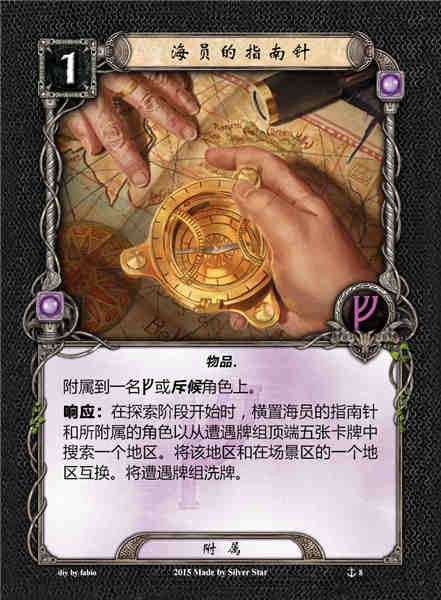 海员的指南针
1
物品.
附属到一名ᚠ或斥候角色上。
响应：在探索阶段开始时，横置海员的指南针
和所附属的角色以从遭遇牌组顶端五张卡牌中
搜索一个地区。将该地区和在场景区的一个地
区互换。将遭遇牌组洗牌。
附属
diy by fabio
2015 Made by Silver Star
8